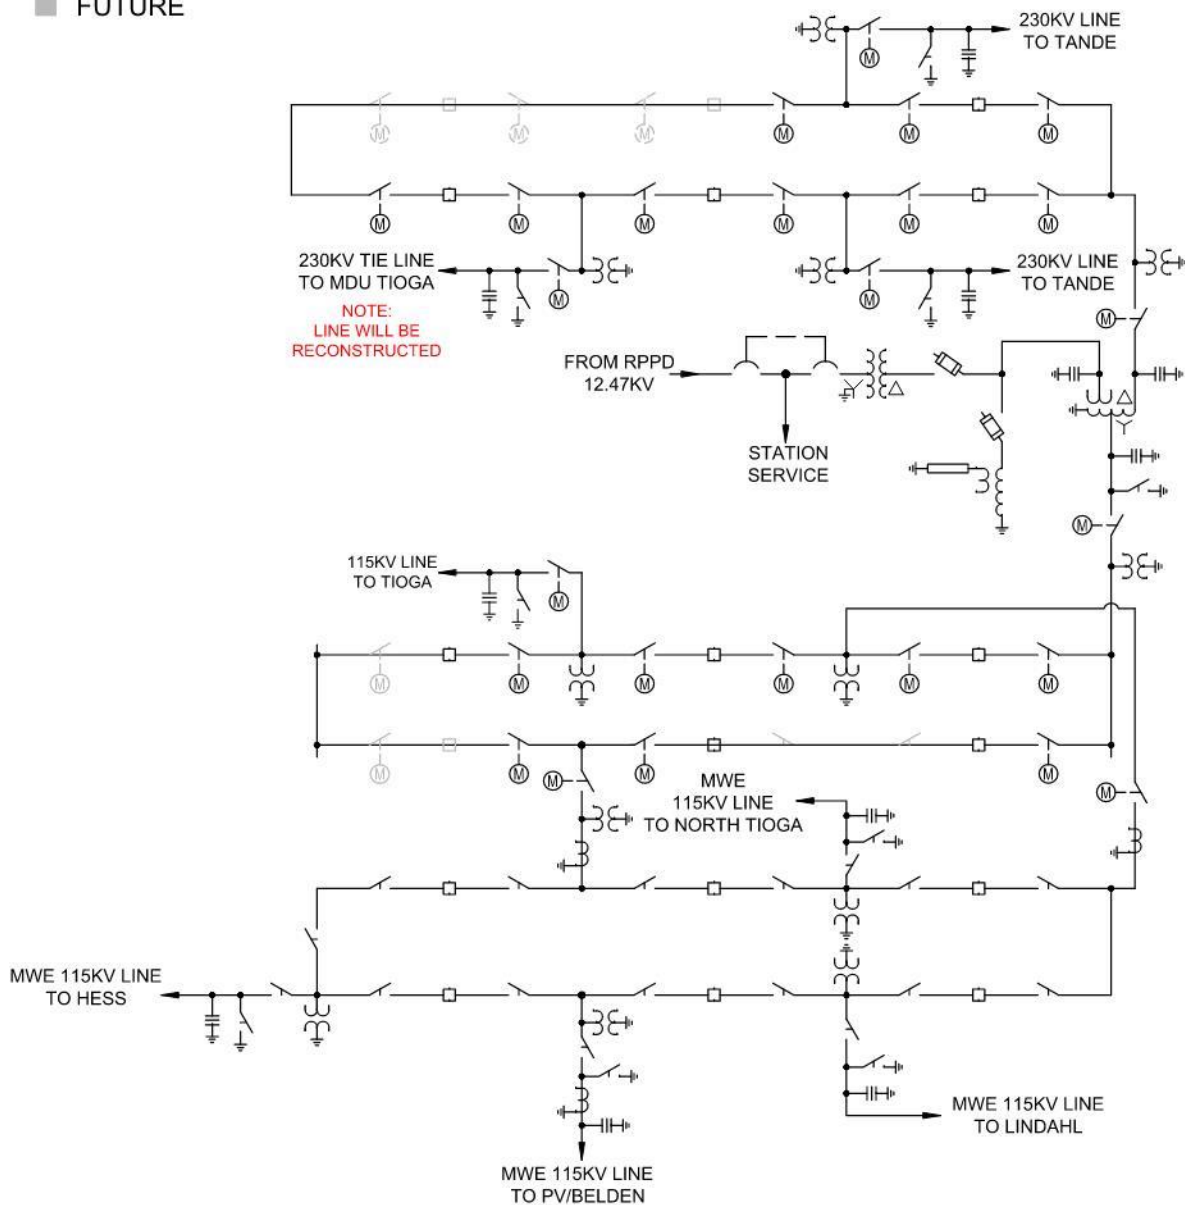 FUTURE
230KV LINE
TO TANDE
M
M
M
M
M
M
M
M
M
M
M
M
M
230KV TIE LINE
TO MDU TIOGA
M
M
230KV LINE
TO TANDE
NOTE:
LINE WILL BE
RECONSTRUCTED
M
FROM RPPD
12.47KV
STATION
SERVICE
M
115KV LINE
TO TIOGA
M
M
M
M
M
M
M
M
M
M
M
M
M
MWE
115KV LINE
TO NORTH TIOGA
MWE 115KV LINE
TO HESS
MWE 115KV LINE
TO LINDAHL
MWE 115KV LINE
TO PV/BELDEN